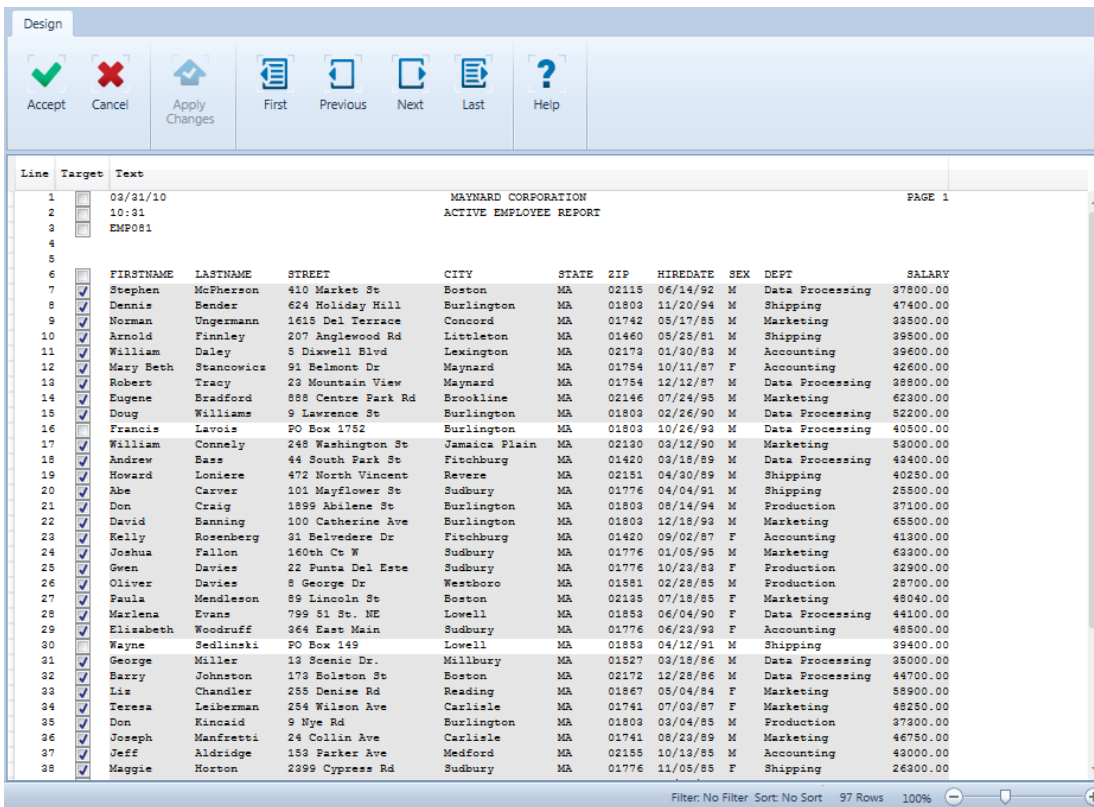 Design
Accept Cancel Apply Changes First Previous Next Last Help
Line Target Text
1 03/31/10 MAYNARD CORPORATION PAGE 1
2 10:31 ACTIVE EMPLOYEE REPORT
3 EMP081
4
5
6 FIRSTNAME LASTNAME STREET CITY STATE ZIP HIREDATE SEX DEPT SALARY
7 Stephen McPherson 410 Market St Boston MA 02115 06/14/92 M Data Processing 37800.00
8 Dennis Bender 624 Holiday Hill Burlington MA 01803 11/20/94 M Shipping 47400.00
9 Norman Ungermann 1615 Del Terrace Concord MA 01742 05/17/85 M Marketing 33500.00
10 Arnold Finnley 207 Anglewood Rd Littleton MA 01460 05/25/81 M Shipping 39500.00
11 William Daley 5 Dixwell Blvd Lexington MA 02173 01/30/83 M Accounting 39600.00
12 Mary Beth Stancowicz 91 Belmont Dr Maynard MA 01754 10/11/87 F Accounting 42600.00
13 Robert Tracy 23 Mountain View Maynard MA 01754 12/12/87 M Data Processing 38800.00
14 Eugene Bradford 888 Centre Park Rd Brookline MA 02146 07/24/95 M Marketing 62300.00
15 Doug Williams 9 Lawrence St Burlington MA 01803 02/26/90 M Data Processing 52200.00
16 Francis Lavois PO Box 1752 Burlington MA 01803 10/26/93 M Data Processing 40500.00
17 William Connely 248 Washington St Jamaica Plain MA 02130 03/12/90 M Marketing 53000.00
18 Andrew Bass 44 South Park St Fitchburg MA 01420 03/18/89 M Data Processing 43400.00
19 Howard Loniere 472 North Vincent Revere MA 02151 04/30/89 M Shipping 40250.00
20 Abe Carver 101 Mayflower St Sudbury MA 01776 04/04/91 M Shipping 25500.00
21 Don Craig 1899 Abilene St Burlington MA 01803 08/14/94 M Production 37100.00
22 David Banning 100 Catherine Ave Burlington MA 01803 12/18/93 M Marketing 65500.00
23 Kelly Rosenberg 31 Belvedere Dr Fitchburg MA 01420 09/02/87 F Accounting 41300.00
24 Joshua Fallon 160th Ct W Sudbury MA 01776 01/05/95 M Marketing 63300.00
25 Gwen Davies 22 Punta Del Este Sudbury MA 01776 10/23/83 F Production 32900.00
26 Oliver Davies 8 George Dr Westboro MA 01581 02/28/85 M Production 28700.00
27 Paula Mendleson 89 Lincoln St Boston MA 02135 07/18/85 F Marketing 48040.00
28 Marlena Evans 799 51 St. NE Lowell MA 01853 06/04/90 F Data Processing 44100.00
29 Elizabeth Woodruff 364 East Main Sudbury MA 01776 06/23/93 F Accounting 48500.00
30 Wayne Sedlinski PO Box 149 Lowell MA 01853 04/12/91 M Shipping 39400.00
31 George Miller 13 Scenic Dr. Millbury MA 01527 03/18/86 M Data Processing 35000.00
32 Barry Johnston 173 Bolston St Boston MA 02172 12/28/86 M Data Processing 44700.00
33 Liz Chandler 255 Denise Rd Reading MA 01867 05/04/84 F Marketing 58900.00
34 Teresa Leiberman 254 Wilson Ave Carlisle MA 01741 07/03/87 F Marketing 48250.00
35 Don Kincaid 9 Nye Rd Burlington MA 01803 03/04/85 M Production 37300.00
36 Joseph Manfretti 24 Collin Ave Carlisle MA 01741 08/23/89 M Marketing 46750.00
37 Jeff Aldridge 153 Parker Ave Medford MA 02155 10/13/85 M Accounting 43000.00
38 Maggie Horton 2399 Cypress Rd Sudbury MA 01776 11/05/85 F Shipping 26300.00
Filter: No Filter Sort: No Sort 97 Rows 100%